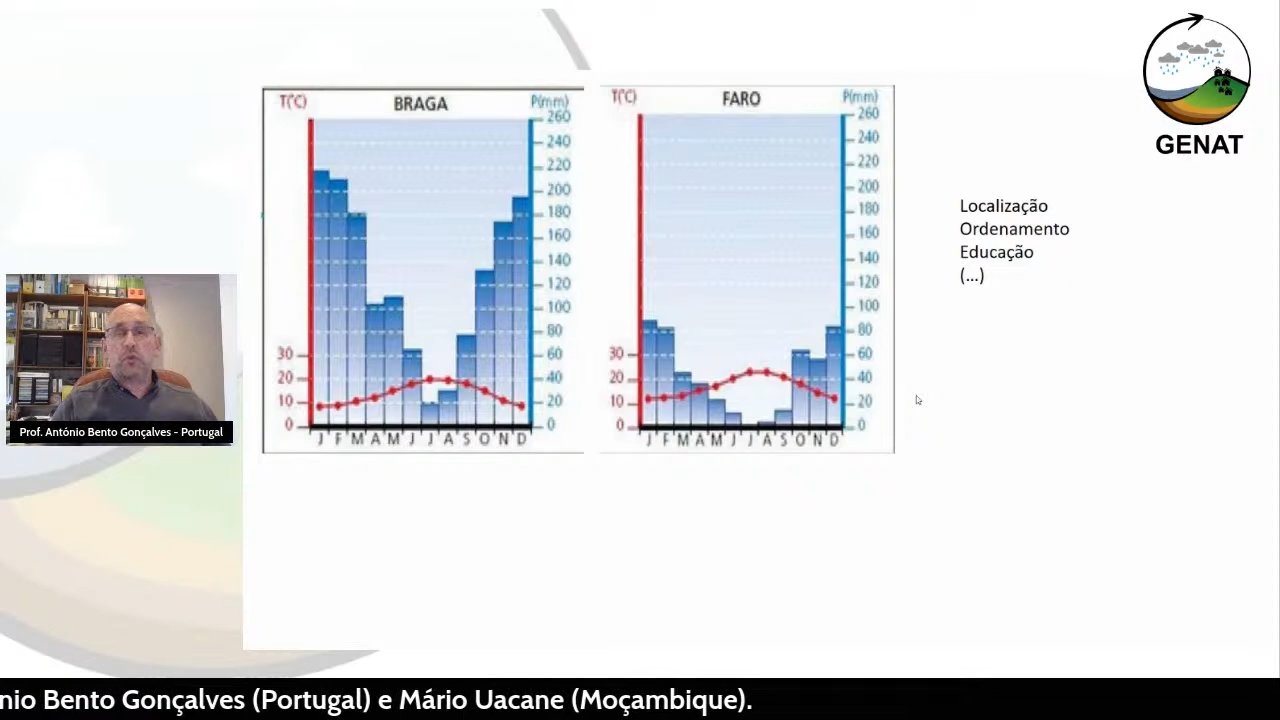 GENAT
T(°C) BRAGA P(mm)
260
240
220
200
180
160
140
120
100
80
30 60
20 40
10 20
0 0
J F M A M J J A S O N D
T(°C) FARO P(mm)
260
240
220
200
180
160
140
120
100
80
30 60
20 40
10 20
0 0
J F M A M J J A S O N D
Localização
Ordenamento
Educação
(...)
Prof. António Bento Gonçalves - Portugal
nio Bento Gonçalves (Portugal) e Mário Uacane (Moçambique).